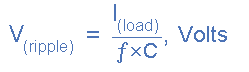 V(ripple) = I(load) / ƒ×C, Volts